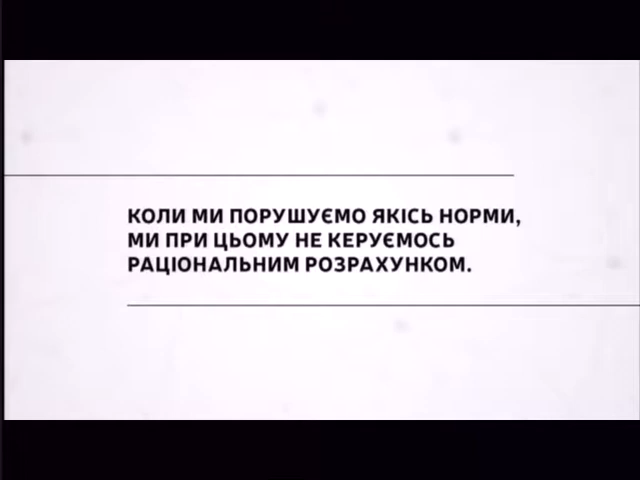 КОЛИ МИ ПОРУШУЄМО ЯКІСЬ НОРМИ,
МИ ПРИ ЦЬОМУ НЕ КЕРУЄМОСЬ
РАЦІОНАЛЬНИМ РОЗРАХУНКОМ.